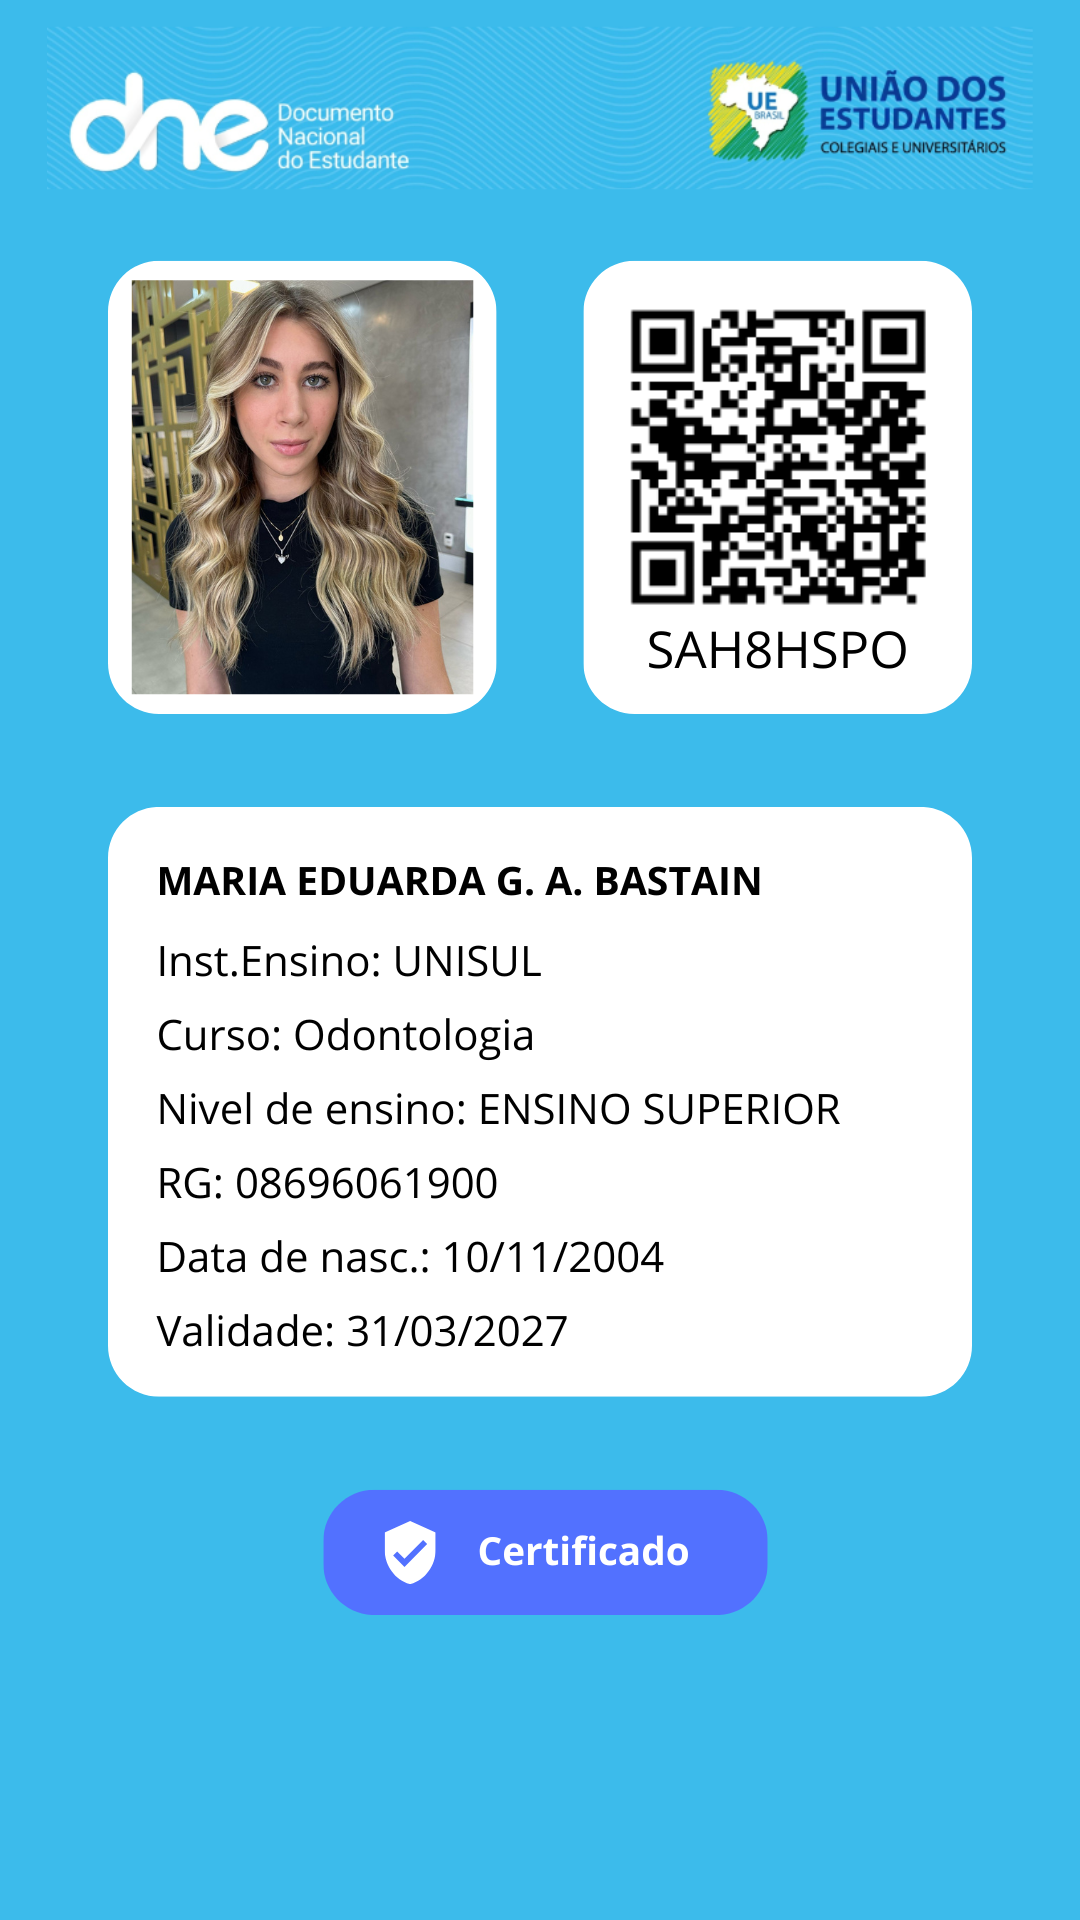 dne
Documento
Nacional
do Estudante
UE
BRASIL
UNIÃO DOS
ESTUDANTES
COLEGIAIS E UNIVERSITÁRIOS
SAH8HSPO
MARIA EDUARDA G. A. BASTAIN
Inst.Ensino: UNISUL
Curso: Odontologia
Nivel de ensino: ENSINO SUPERIOR
RG: 08696061900
Data de nasc.: 10/11/2004
Validade: 31/03/2027
Certificado